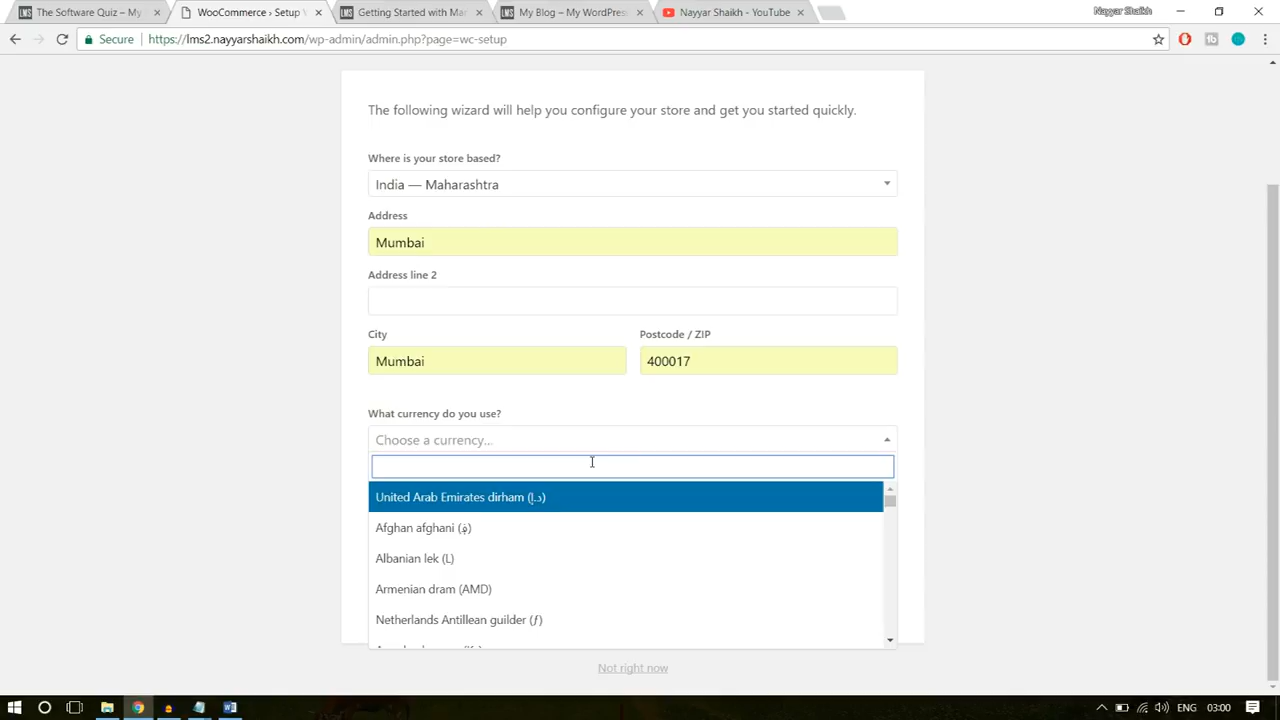 The Software Quiz – My
WooCommerce › Setup
Getting Started with Mar
My Blog – My WordPress
Nayyar Shaikh - YouTube
Nayyar Shaikh
Secure
https://lms2.nayyarshaikh.com/wp-admin/admin.php?page=wc-setup
The following wizard will help you configure your store and get you started quickly.
Where is your store based?
India — Maharashtra
Address
Mumbai
Address line 2
City
Postcode / ZIP
Mumbai
400017
What currency do you use?
Choose a currency...
United Arab Emirates dirham (د.إ)
Afghan afghani (؋)
Albanian lek (L)
Armenian dram (AMD)
Netherlands Antillean guilder (ƒ)
Not right now
ENG
03:00